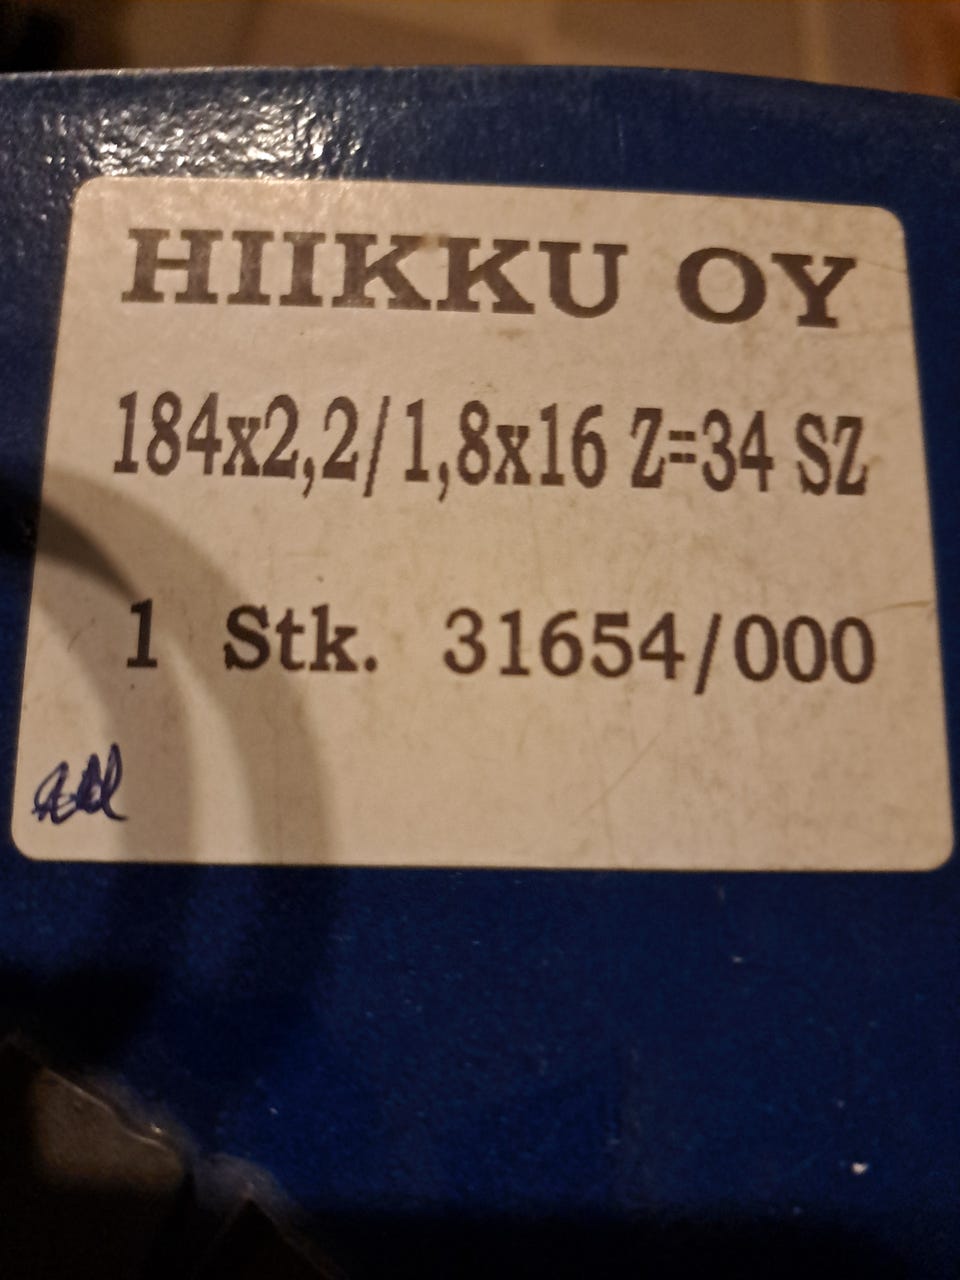 HIIKKU OY
184x2,2/1,8x16 Z=34 SZ
1 Stk. 31654/000